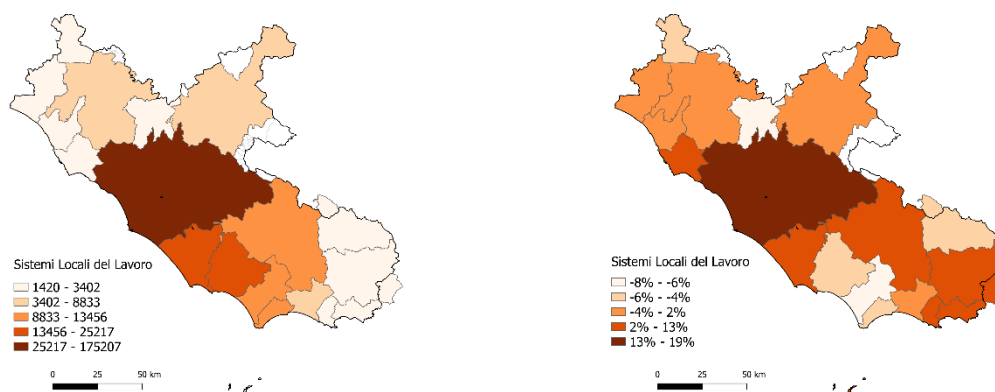 Sistemi Locali del Lavoro
1420 - 3402
3402 - 8833
8833 - 13456
13456 - 25217
25217 - 175207
0 25 50 km
Sistemi Locali del Lavoro
-8% - -6%
-6% - -4%
-4% - 2%
2% - 13%
13% - 19%
0 25 50 km